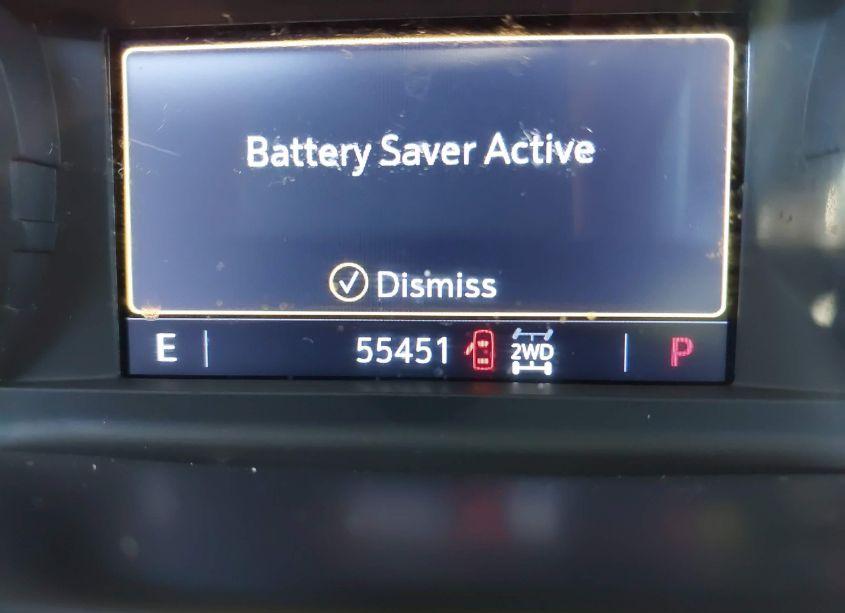 Battery Saver Active
Dismiss
E 55451 2WD P